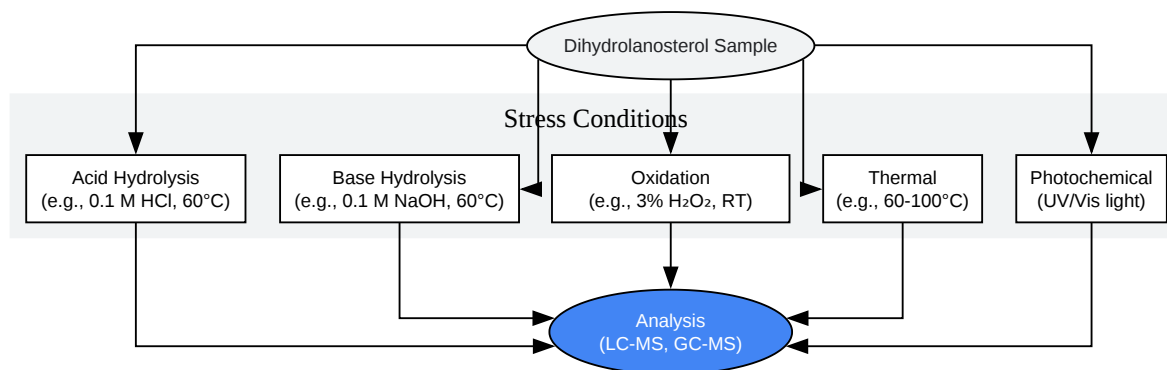 Dihydrolanosterol Sample
Stress Conditions
Acid Hydrolysis
(e.g., 0.1 M HCl, 60°C)
Base Hydrolysis
(e.g., 0.1 M NaOH, 60°C)
Oxidation
(e.g., 3% H₂O₂, RT)
Thermal
(e.g., 60-100°C)
Photochemical
(UV/Vis light)
Analysis
(LC-MS, GC-MS)